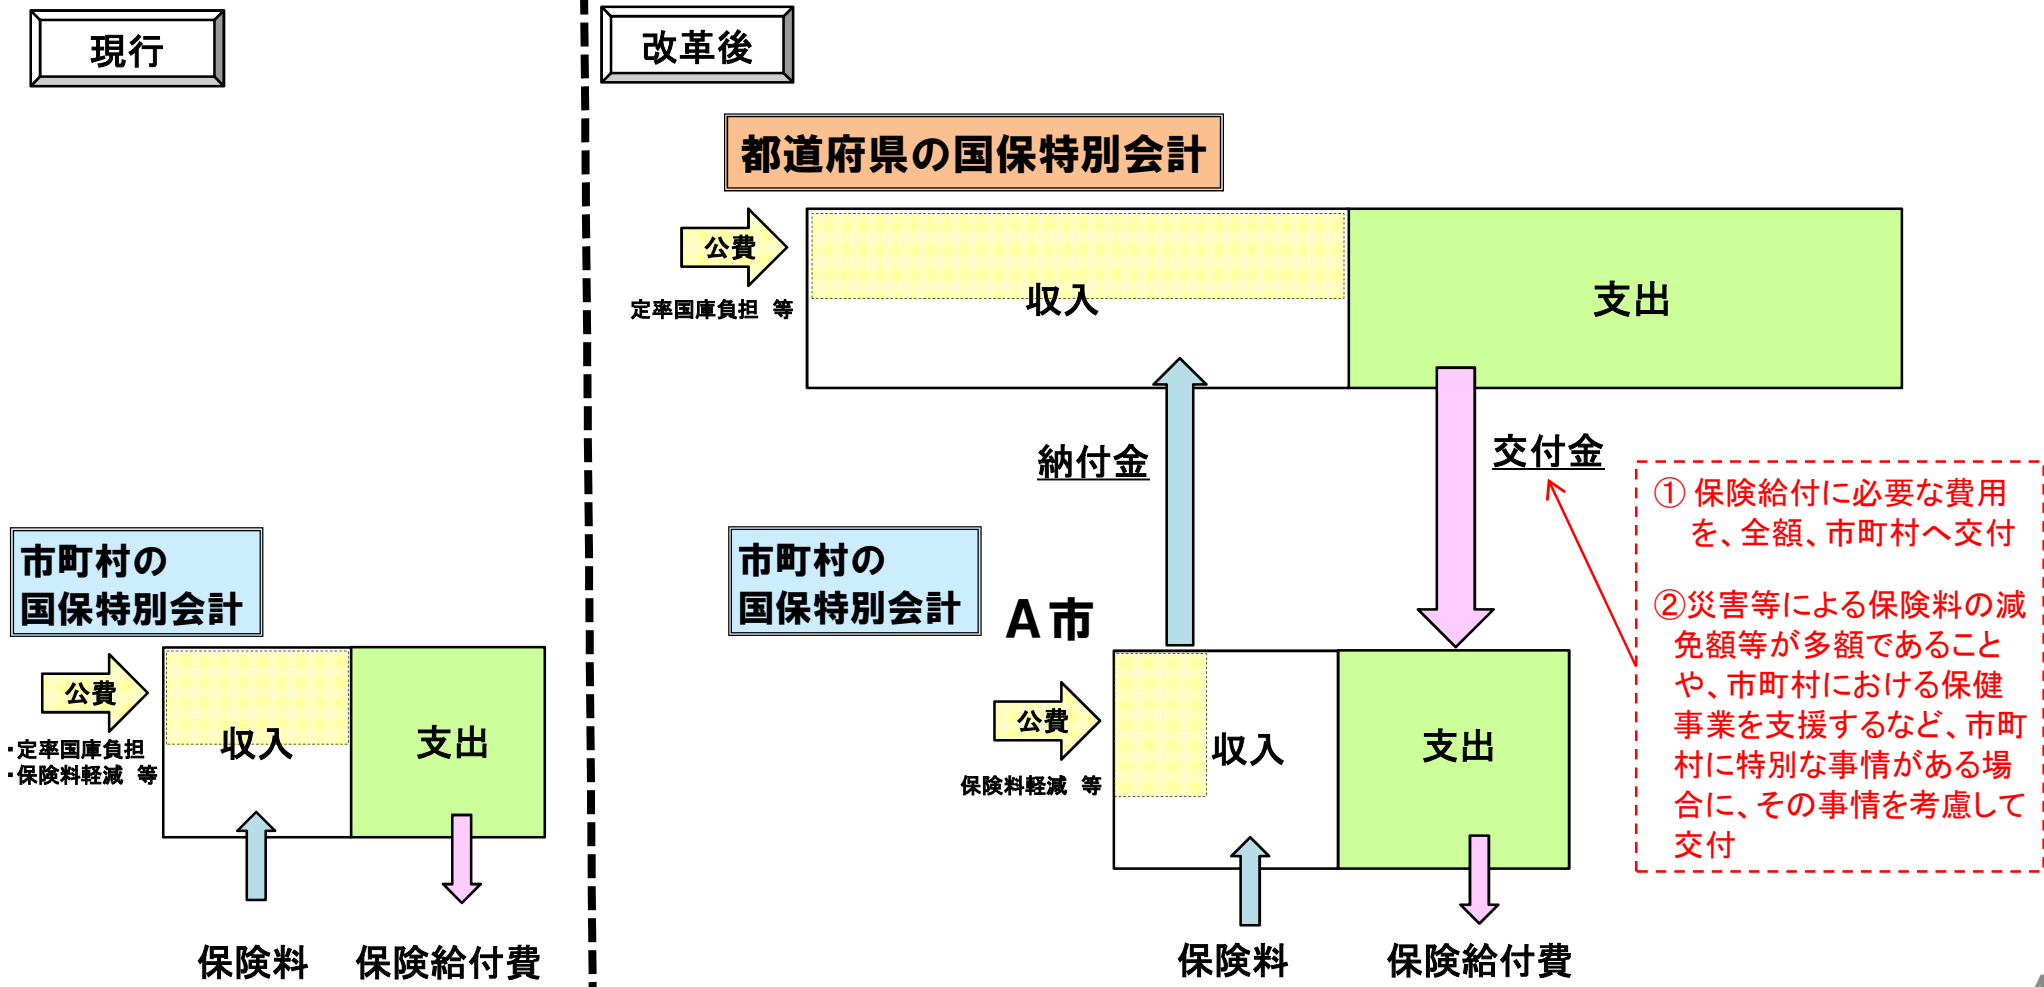 現行
市町村の
国保特別会計
公費
・定率国庫負担
・保険料軽減 等
収入
支出
保険料
保険給付費
改革後
都道府県の国保特別会計
公費
定率国庫負担 等
収入
支出
納付金
交付金
① 保険給付に必要な費用
を、全額、市町村へ交付
②災害等による保険料の減
免額等が多額であること
や、市町村における保健
事業を支援するなど、市町
村に特別な事情がある場
合に、その事情を考慮して
交付
市町村の
国保特別会計
A市
公費
保険料軽減 等
収入
支出
保険料
保険給付費